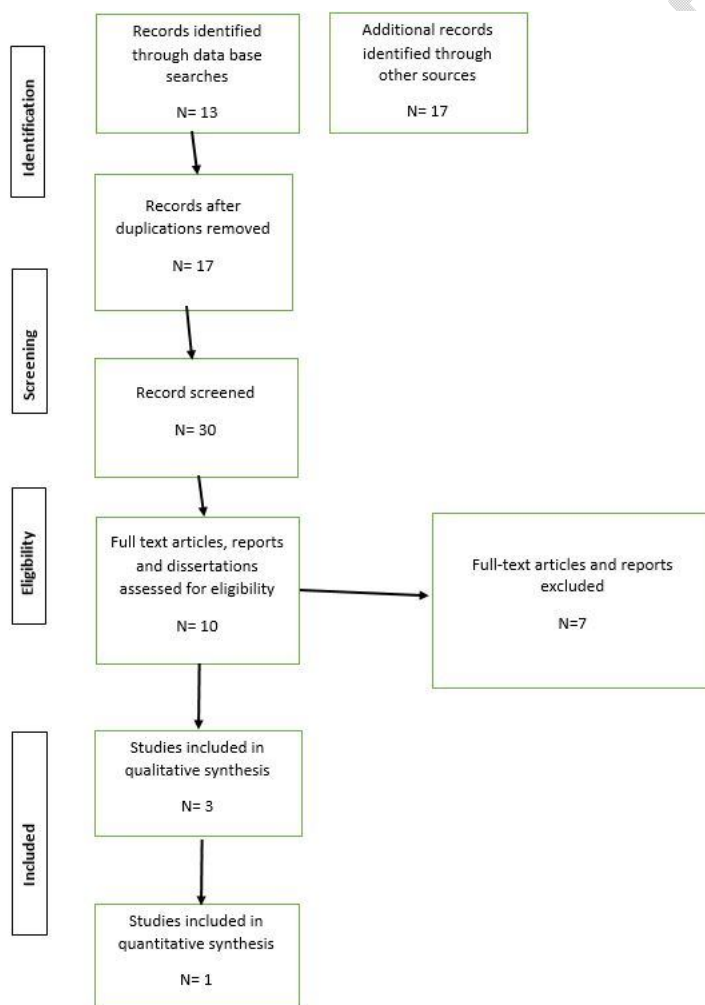 Identification
Records identified
through data base
searches
N= 13
Additional records
identified through
other sources
N= 17
Records after
duplications removed
N= 17
Screening
Record screened
N= 30
Eligibility
Full text articles, reports
and dissertations
assessed for eligibility
N= 10
Full-text articles and reports
excluded
N=7
Included
Studies included in
qualitative synthesis
N= 3
Studies included in
quantitative synthesis
N= 1